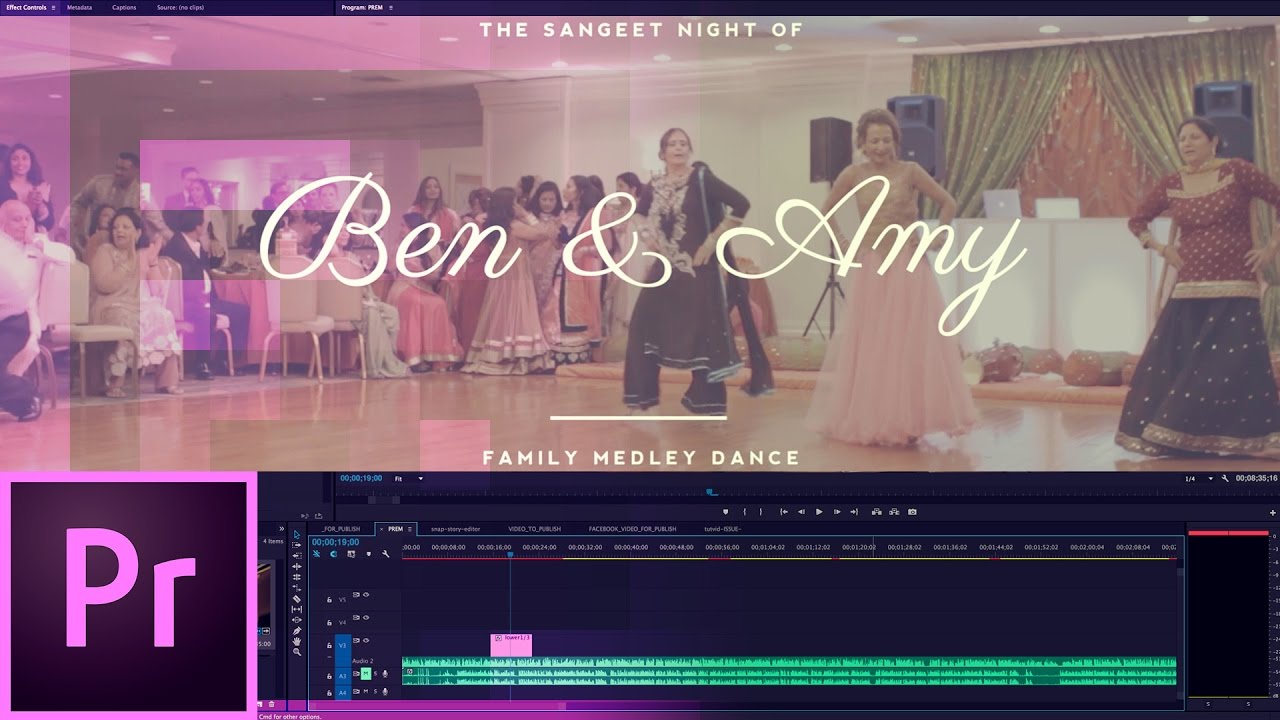 Effect Controls
Metadata
Captions
Source: (no clips)
Program: PREM
THE SANGEET NIGHT OF
Ben & Amy
FAMILY MEDLEY DANCE
00;00;19;00
Fit
1/4
00;08;35;16
_FOR_PUBLISH
PREM
snap-story-editor
VIDEO_TO_PUBLISH
FACEBOOK_VIDEO_FOR_PUBLISH
tutvid-ISSUE-
4 Items
00;00;19;00
;00;00
00;00;08;00
00;00;16;00
00;00;24;00
00;00;32;00
00;00;40;00
00;00;48;00
00;00;56;00
00;01;04;02
00;01;12;02
00;01;20;02
00;01;28;02
00;01;36;02
00;01;44;02
00;01;52;02
00;02;00;04
00;02;08;04
V5
V4
V3
lower1/3
Audio 2
A3
M
S
A4
M
S
Pr
S
S
Cmd for other options.